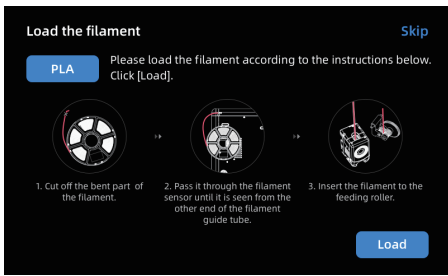 Load the filament
Skip
PLA
Please load the filament according to the instructions below.
Click [Load].
1. Cut off the bent part of
the filament.
2. Pass it through the filament
sensor until it is seen from the
other end of the filament
guide tube.
3. Insert the filament to the
feeding roller.
Load